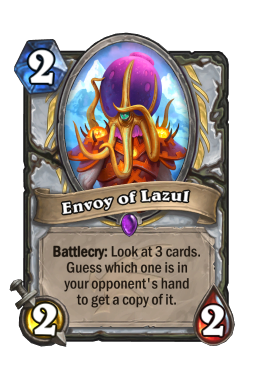 2
Envoy of Lazul
Battlecry: Look at 3 cards.
Guess which one is in
your opponent's hand
to get a copy of it.
2
2